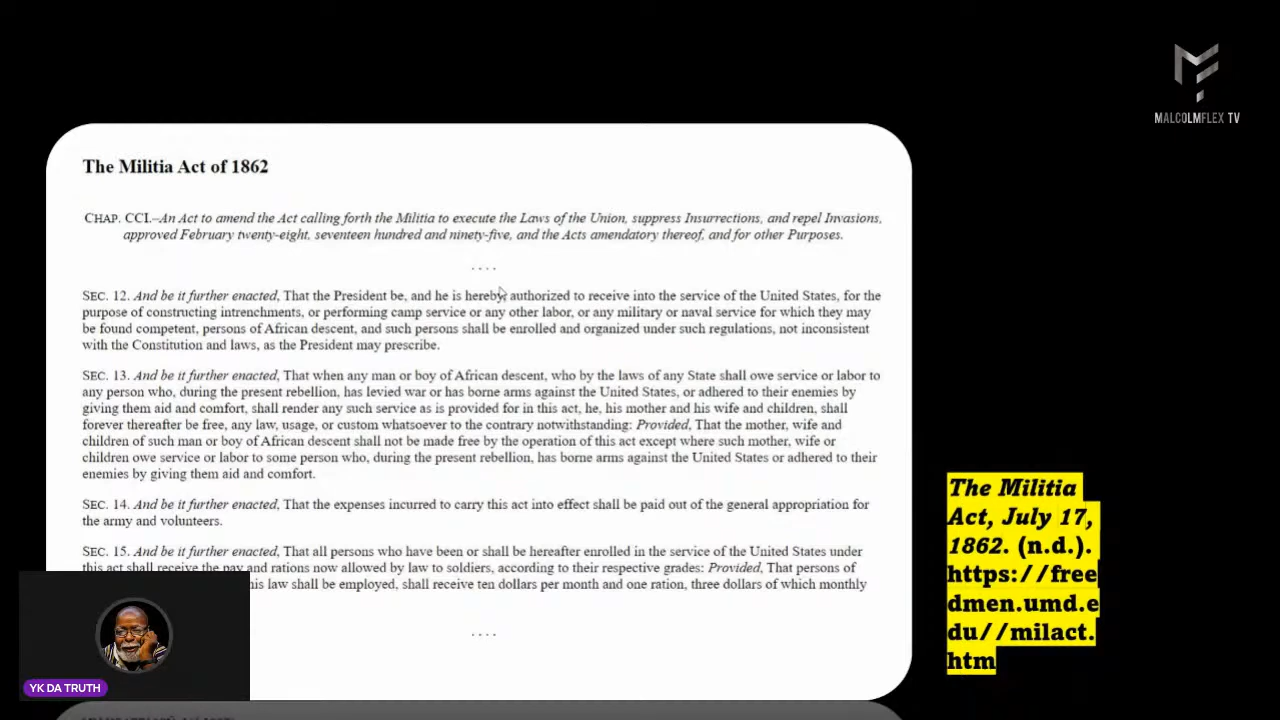 MALCOLMFLEX TV
The Militia Act of 1862
CHAP. CCI.–An Act to amend the Act calling forth the Militia to execute the Laws of the Union, suppress Insurrections, and repel Invasions,
approved February twenty-eight, seventeen hundred and ninety-five, and the Acts amendatory thereof, and for other Purposes.
. . . .
SEC. 12. And be it further enacted, That the President be, and he is hereby authorized to receive into the service of the United States, for the
purpose of constructing intrenchments, or performing camp service or any other labor, or any military or naval service for which they may
be found competent, persons of African descent, and such persons shall be enrolled and organized under such regulations, not inconsistent
with the Constitution and laws, as the President may prescribe.
SEC. 13. And be it further enacted, That when any man or boy of African descent, who by the laws of any State shall owe service or labor to
any person who, during the present rebellion, has levied war or has borne arms against the United States, or adhered to their enemies by
giving them aid and comfort, shall render any such service as is provided for in this act, he, his mother and his wife and children, shall
forever thereafter be free, any law, usage, or custom whatsoever to the contrary notwithstanding: Provided, That the mother, wife and
children of such man or boy of African descent shall not be made free by the operation of this act except where such mother, wife or
children owe service or labor to some person who, during the present rebellion, has borne arms against the United States or adhered to their
enemies by giving them aid and comfort.
SEC. 14. And be it further enacted, That the expenses incurred to carry this act into effect shall be paid out of the general appropriation for
the army and volunteers.
SEC. 15. And be it further enacted, That all persons who have been or shall be hereafter enrolled in the service of the United States under
this act shall receive the pay and rations now allowed by law to soldiers, according to their respective grades: Provided, That persons of
his law shall be employed, shall receive ten dollars per month and one ration, three dollars of which monthly
. . . .
The Militia
Act, July 17,
1862. (n.d.).
https://free
dmen.umd.e
du//milact.
htm
YK DA TRUTH